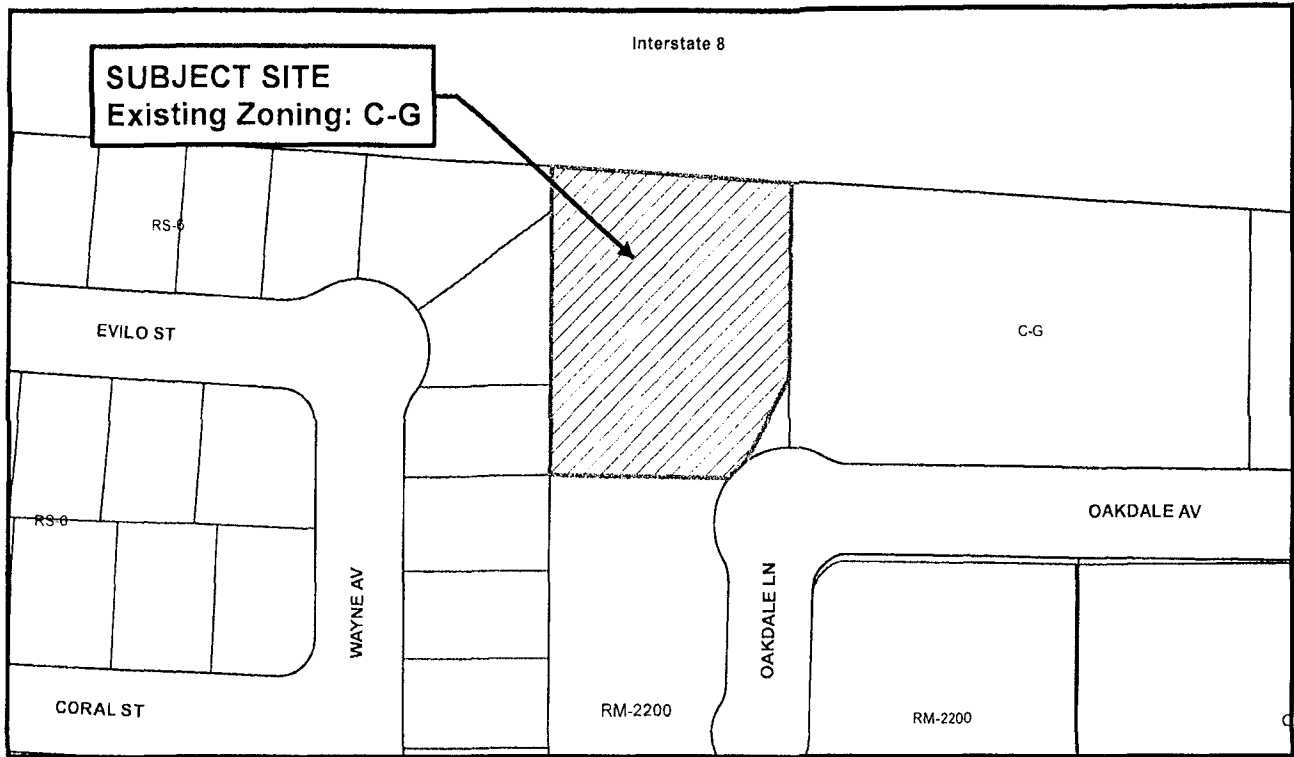 Interstate 8
SUBJECT SITE
Existing Zoning: C-G
RS-6
EVILO ST
C-G
OAKDALE AV
RS-6
WAYNE AV
OAKDALE LN
CORAL ST
RM-2200
RM-2200